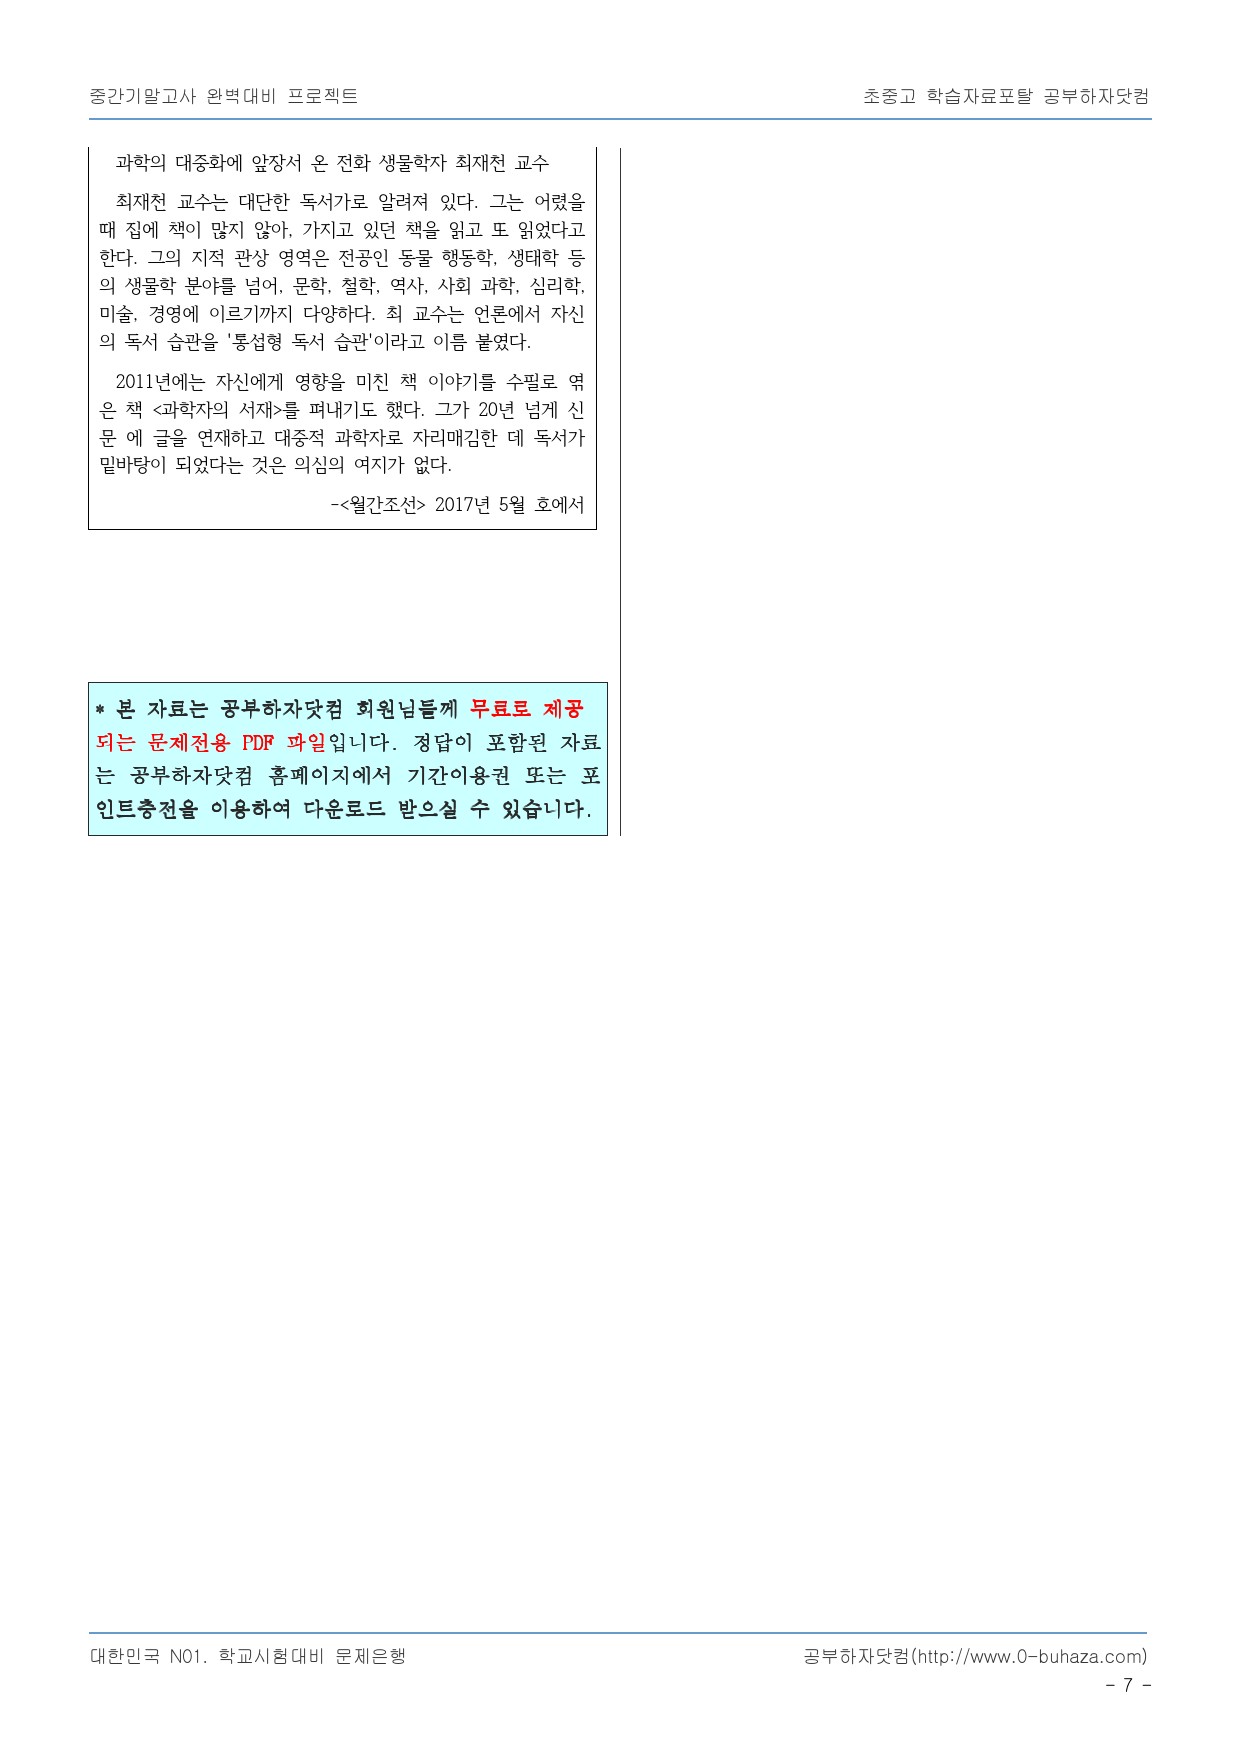 중간기말고사 완벽대비 프로젝트
초중고 학습자료포탈 공부하자닷컴
과학의 대중화에 앞장서 온 전화 생물학자 최재천 교수
최재천 교수는 대단한 독서가로 알려져 있다. 그는 어렸을
때 집에 책이 많지 않아, 가지고 있던 책을 읽고 또 읽었다고
한다. 그의 지적 관상 영역은 전공인 동물 행동학, 생태학 등
의 생물학 분야를 넘어, 문학, 철학, 역사, 사회 과학, 심리학,
미술, 경영에 이르기까지 다양하다. 최 교수는 언론에서 자신
의 독서 습관을 '통섭형 독서 습관'이라고 이름 붙였다.
2011년에는 자신에게 영향을 미친 책 이야기를 수필로 엮
은 책 <과학자의 서재>를 펴내기도 했다. 그가 20년 넘게 신
문 에 글을 연재하고 대중적 과학자로 자리매김한 데 독서가
밑바탕이 되었다는 것은 의심의 여지가 없다.
-<월간조선> 2017년 5월 호에서
* 본 자료는 공부하자닷컴 회원님들께 무료로 제공
되는 문제전용 PDF 파일입니다. 정답이 포함된 자료
는 공부하자닷컴 홈페이지에서 기간이용권 또는 포
인트충전을 이용하여 다운로드 받으실 수 있습니다.
대한민국 N01. 학교시험대비 문제은행
공부하자닷컴(http://www.0-buhaza.com)
- 7 -